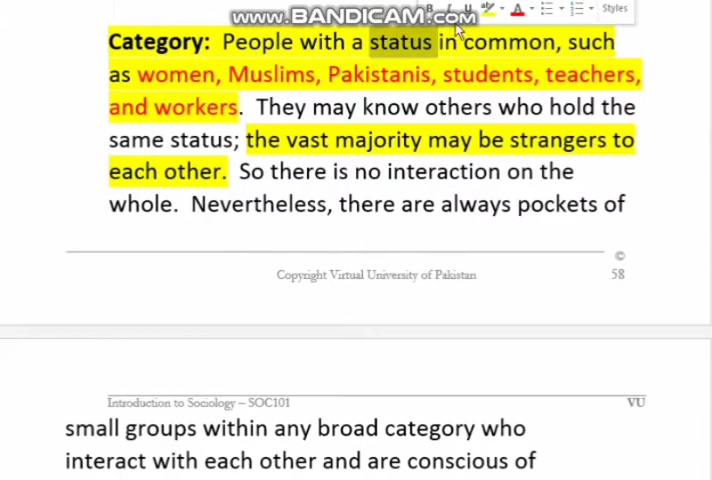 www.BANDICAM.com
B I U aby A Styles
Category: People with a status in common, such
as women, Muslims, Pakistanis, students, teachers,
and workers. They may know others who hold the
same status; the vast majority may be strangers to
each other. So there is no interaction on the
whole. Nevertheless, there are always pockets of
©
Copyright Virtual University of Pakistan 58
Introduction to Sociology – SOC101 VU
small groups within any broad category who
interact with each other and are conscious of